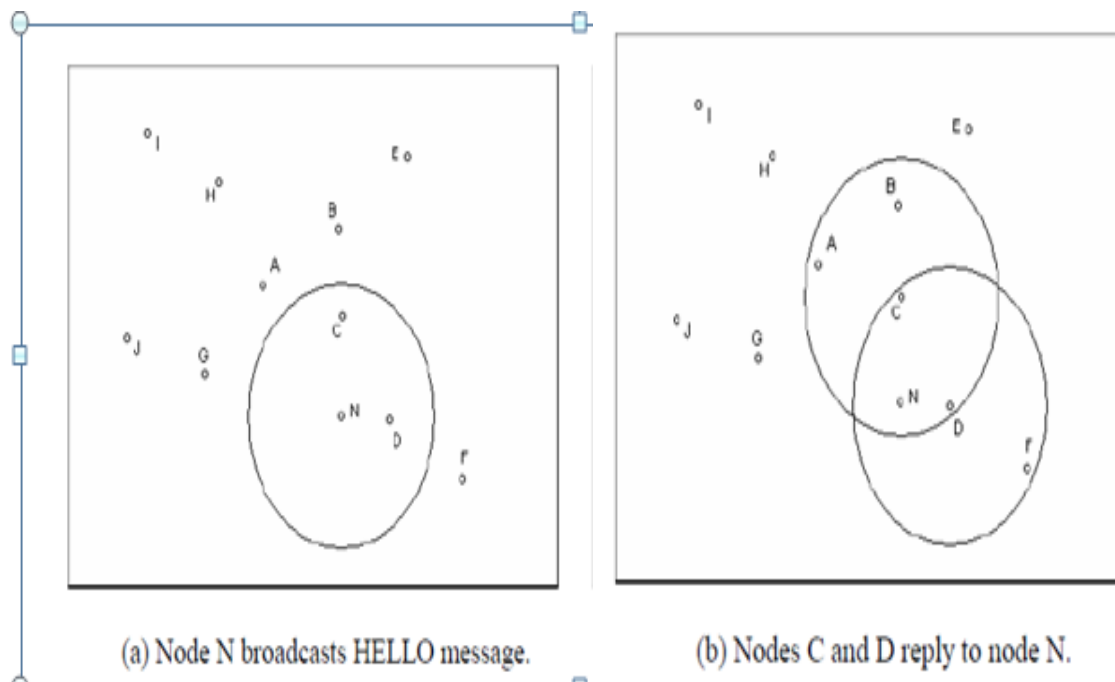 I
E
H
B
A
C
J
G
N
D
F
(a) Node N broadcasts HELLO message.
I
E
H
B
A
C
J
G
N
D
F
(b) Nodes C and D reply to node N.